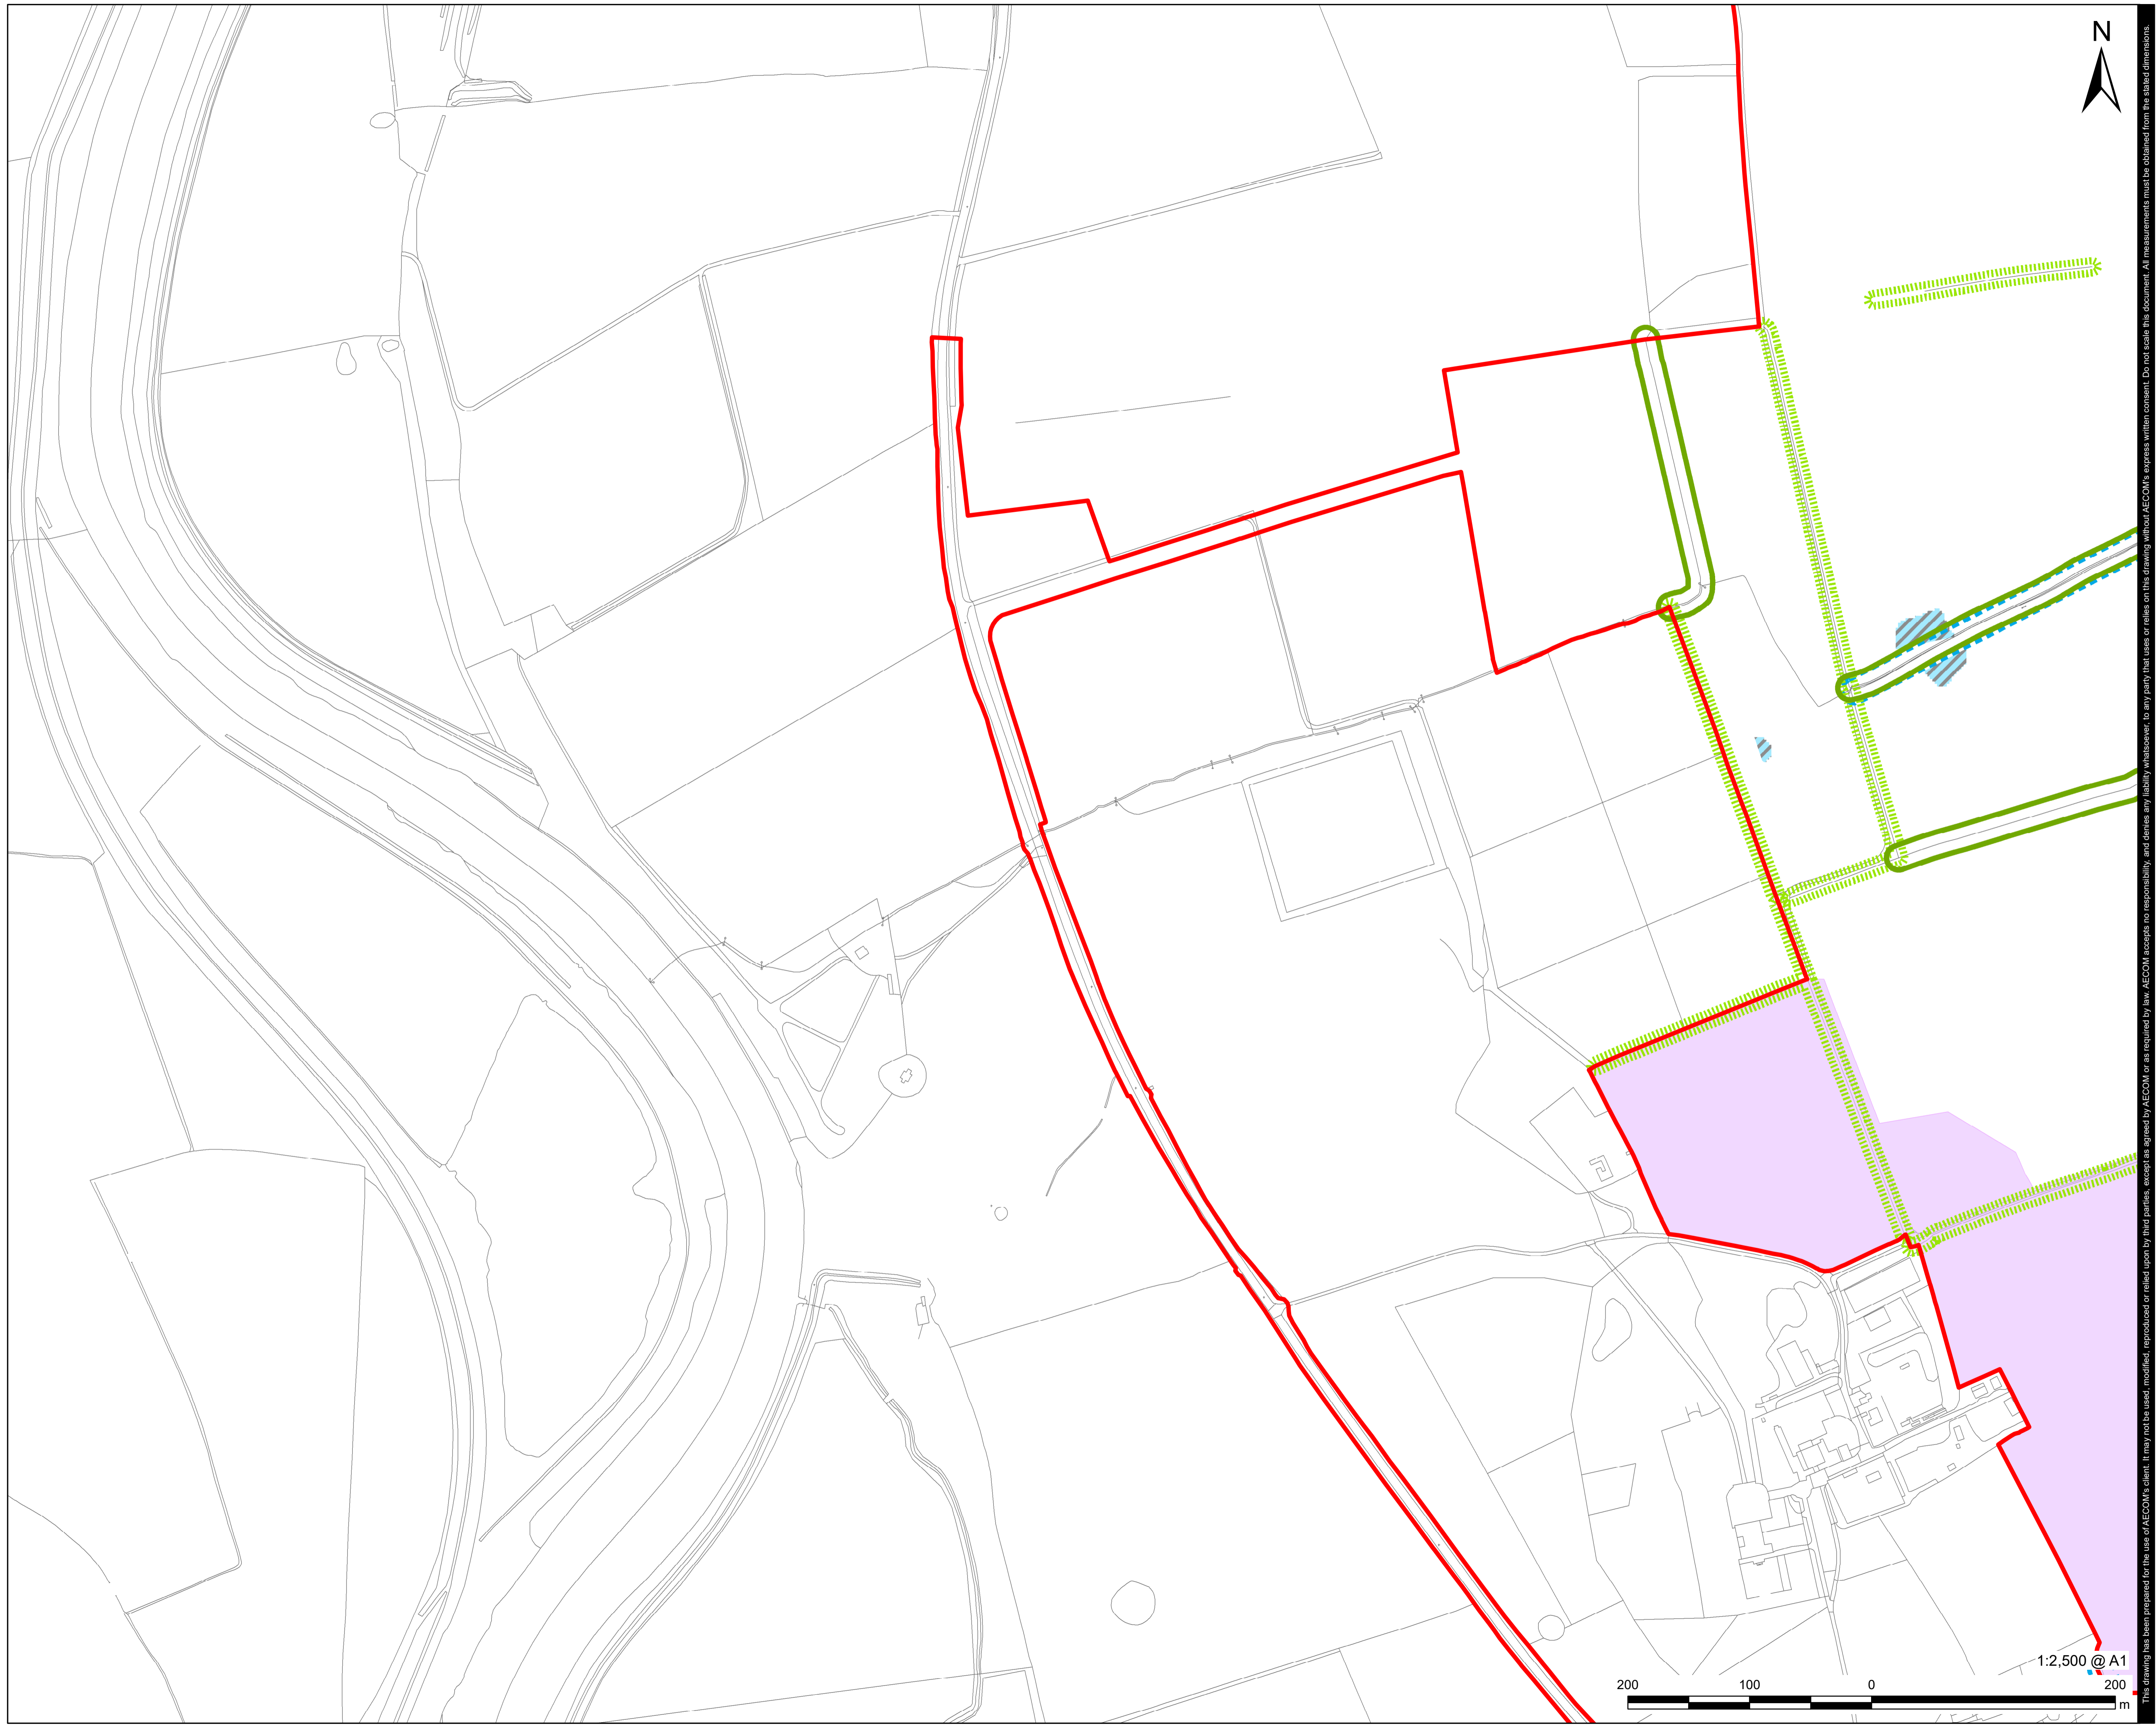 N
This drawing has been prepared for the use of AECOM's client. It may not be used, modified, reproduced or relied upon by third parties, except as agreed by AECOM or as required by law. AECOM accepts no responsibility, and denies any liability whatsoever, to any party that uses or relies on this drawing without AECOM's express written consent. Do not scale this document. All measurements must be obtained from the stated dimensions.
1:2,500 @ A1
200 100 0 200
m